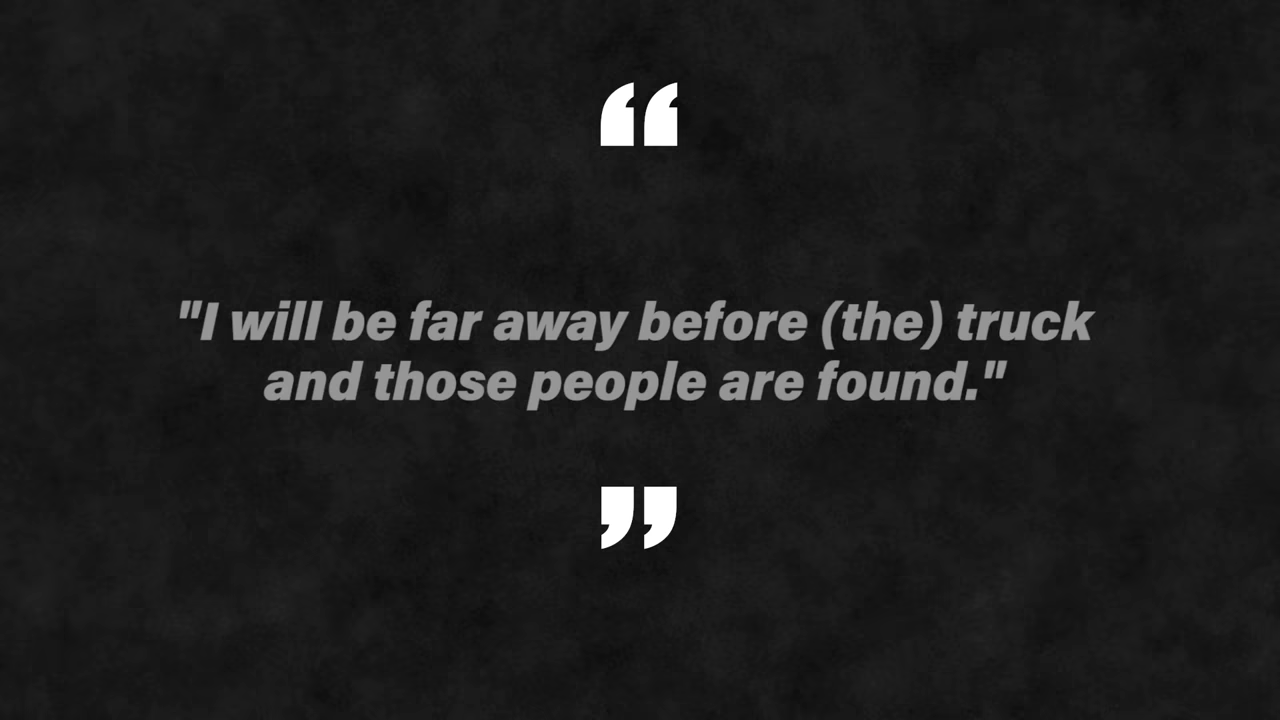 “
"I will be far away before (the) truck
and those people are found."
”